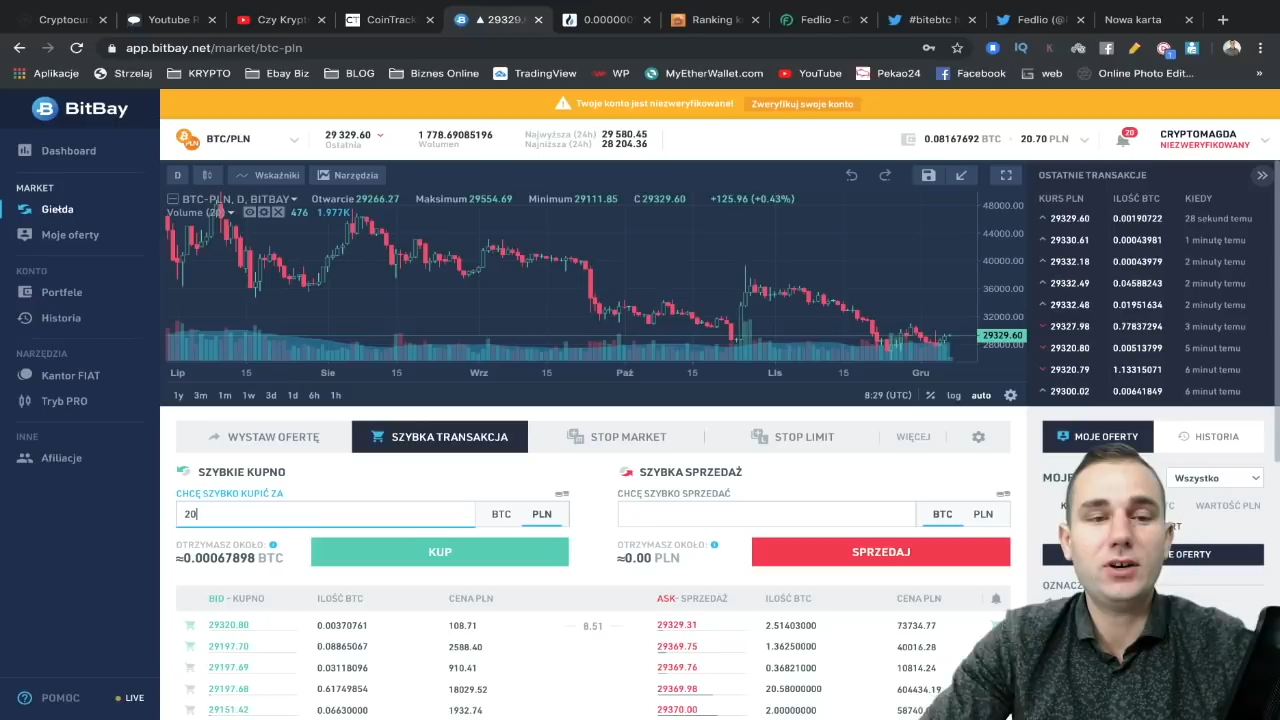 Cryptocur
Youtube R
Czy Krypt
CoinTrack
▲ 29329.6
0.000000
Ranking k
Fedlio - C
#bitebtc h
Fedlio (@
Nowa karta
app.bitbay.net/market/btc-pln
Aplikacje
Strzelaj
KRYPTO
Ebay Biz
BLOG
Biznes Online
TradingView
WP
MyEtherWallet.com
YouTube
Pekao24
Facebook
web
Online Photo Edit...
»
BitBay
Twoje konto jest niezweryfikowane!
Zweryfikuj swoje konto
BTC/PLN
29 329.60
Ostatnia
1 778.69085196
Wolumen
Najwyższa (24h) 29 580.45
Najniższa (24h) 28 204.36
0.08167692 BTC
20.70 PLN
20
CRYPTOMAGDA
NIEZWERYFIKOWANY
Dashboard
MARKET
Giełda
Moje oferty
KONTO
Portfele
Historia
NARZĘDZIA
Kantor FIAT
Tryb PRO
INNE
Afiliacje
POMOC
LIVE
D
Wskaźniki
Narzędzia
BTC-PLN, D, BITBAY
Otwarcie 29266.27
Maksimum 29554.69
Minimum 29111.85
C 29329.60
+125.96 (+0.43%)
Volume (20)
476
1.977K
48000.00
44000.00
40000.00
36000.00
32000.00
29329.60
28000.00
Lip
15
Sie
15
Wrz
15
Paź
15
Lis
15
Gru
1y 3m 1m 1w 3d 1d 6h 1h
8:29 (UTC)
%
log
auto
OSTATNIE TRANSAKCJE
KURS PLN ILOŚĆ BTC KIEDY
29329.60 0.00190722 28 sekund temu
29330.61 0.00043981 1 minutę temu
29332.18 0.00043979 2 minuty temu
29332.49 0.04588243 2 minuty temu
29332.48 0.01951634 2 minuty temu
29327.98 0.77837294 3 minuty temu
29320.80 0.00513799 5 minut temu
29320.79 1.13315071 6 minut temu
29300.02 0.00641849 6 minut temu
WYSTAW OFERTĘ
SZYBKA TRANSAKCJA
STOP MARKET
STOP LIMIT
WIĘCEJ
SZYBKIE KUPNO
CHCĘ SZYBKO KUPIĆ ZA
20
BTC
PLN
OTRZYMASZ OKOŁO:
≈0.00067898 BTC
KUP
SZYBKA SPRZEDAŻ
CHCĘ SZYBKO SPRZEDAĆ
BTC
PLN
OTRZYMASZ OKOŁO:
≈0.00 PLN
SPRZEDAJ
BID - KUPNO ILOŚĆ BTC CENA PLN
29320.80 0.00370761 108.71
29197.70 0.08865067 2588.40
29197.69 0.03118096 910.41
29197.68 0.61749854 18029.52
29151.42 0.06630000 1932.74
8.51
ASK- SPRZEDAŻ ILOŚĆ BTC CENA PLN
29329.31 2.51403000 73734.77
29369.75 1.36250000 40016.28
29369.76 0.36821000 10814.24
29369.98 20.58000000 604434.19
29370.00 2.00000000 58740
MOJE OFERTY
HISTORIA
Wszystko
WARTOŚĆ PLN
OFERTY
OZNACZ